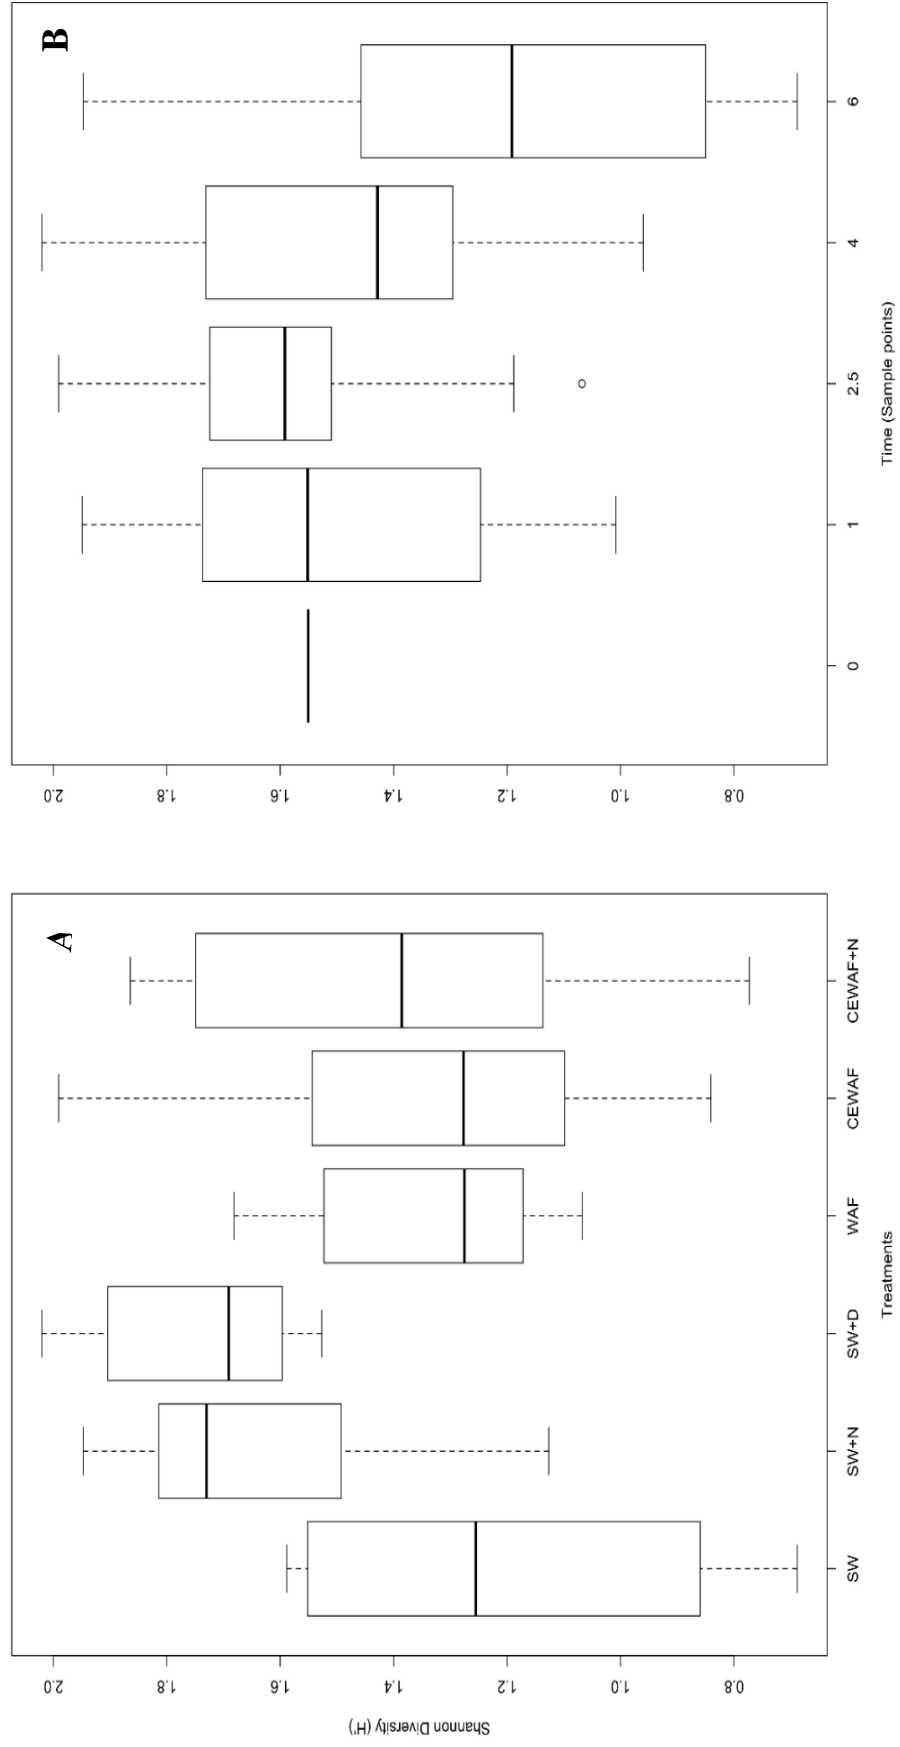 A
Shannon Diversity (H')
2.0
1.8
1.6
1.4
1.2
1.0
0.8
SW
SW+N
SW+D
WAF
CEWAF
CEWAF+N
Treatments
B
2.0
1.8
1.6
1.4
1.2
1.0
0.8
0
1
2.5
4
6
Time (Sample points)